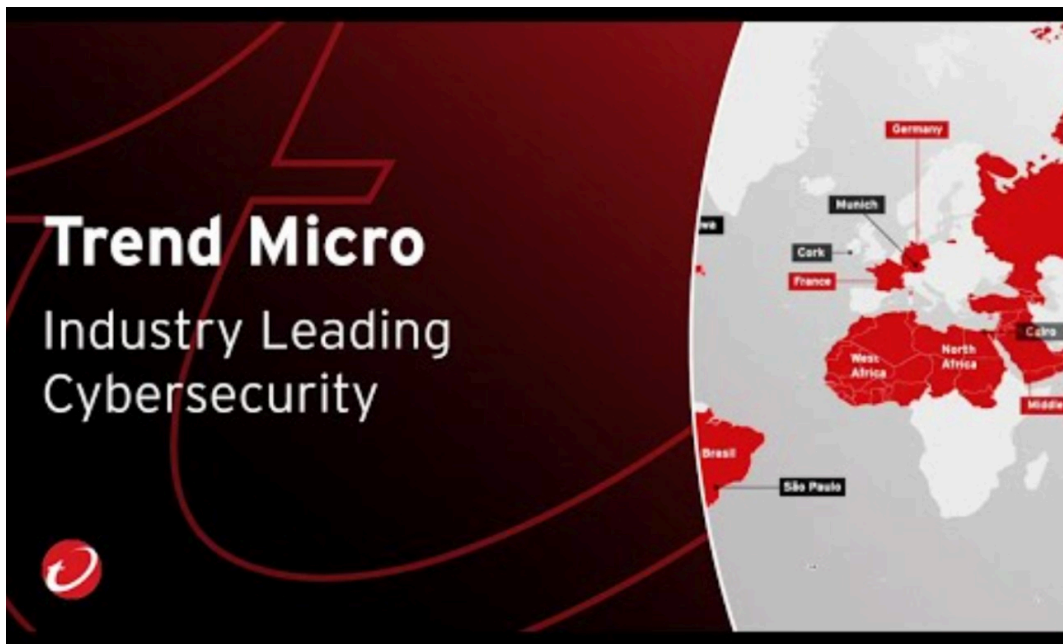 Trend Micro
Industry Leading
Cybersecurity
Germany
Munich
Cork
France
Cairo
West
Africa
North
Africa
Brasil
São Paulo